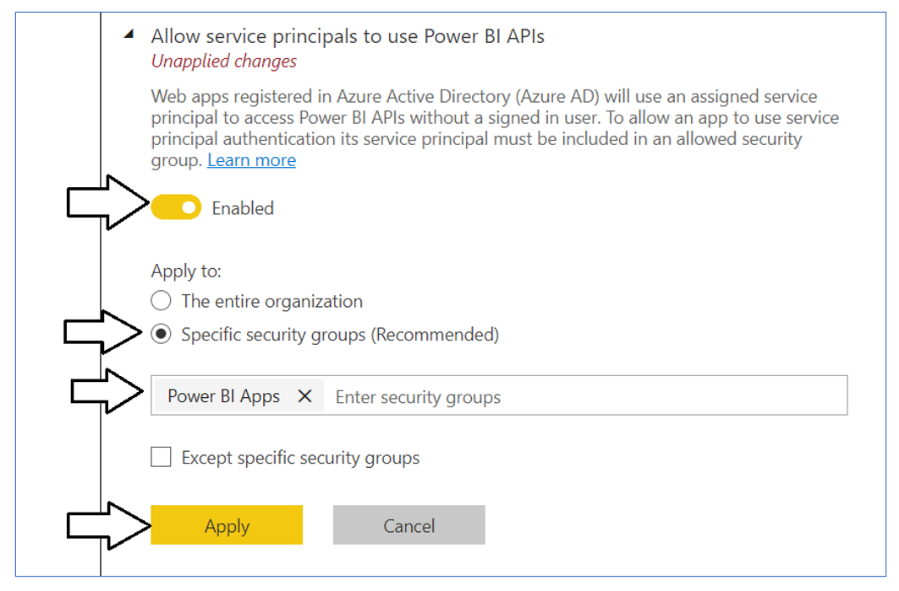 Allow service principals to use Power BI APIs
Unapplied changes
Web apps registered in Azure Active Directory (Azure AD) will use an assigned service
principal to access Power BI APIs without a signed in user. To allow an app to use service
principal authentication its service principal must be included in an allowed security
group. Learn more
Enabled
Apply to:
The entire organization
Specific security groups (Recommended)
Power BI Apps Enter security groups
Except specific security groups
Apply Cancel